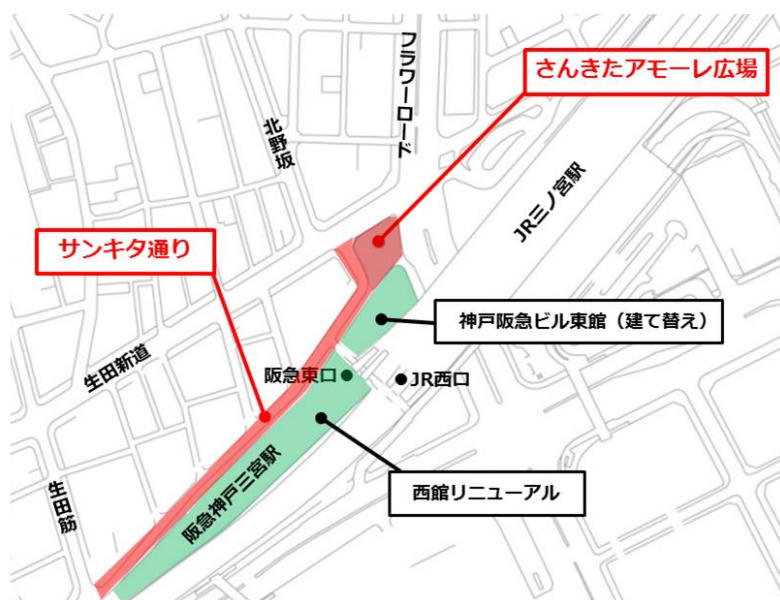 フラワーロード
さんきたアモーレ広場
北野坂
JR三ノ宮駅
サンキタ通り
神戸阪急ビル東館（建て替え）
生田新道
阪急東口
JR西口
阪急神戸三宮駅
西館リニューアル
生田筋